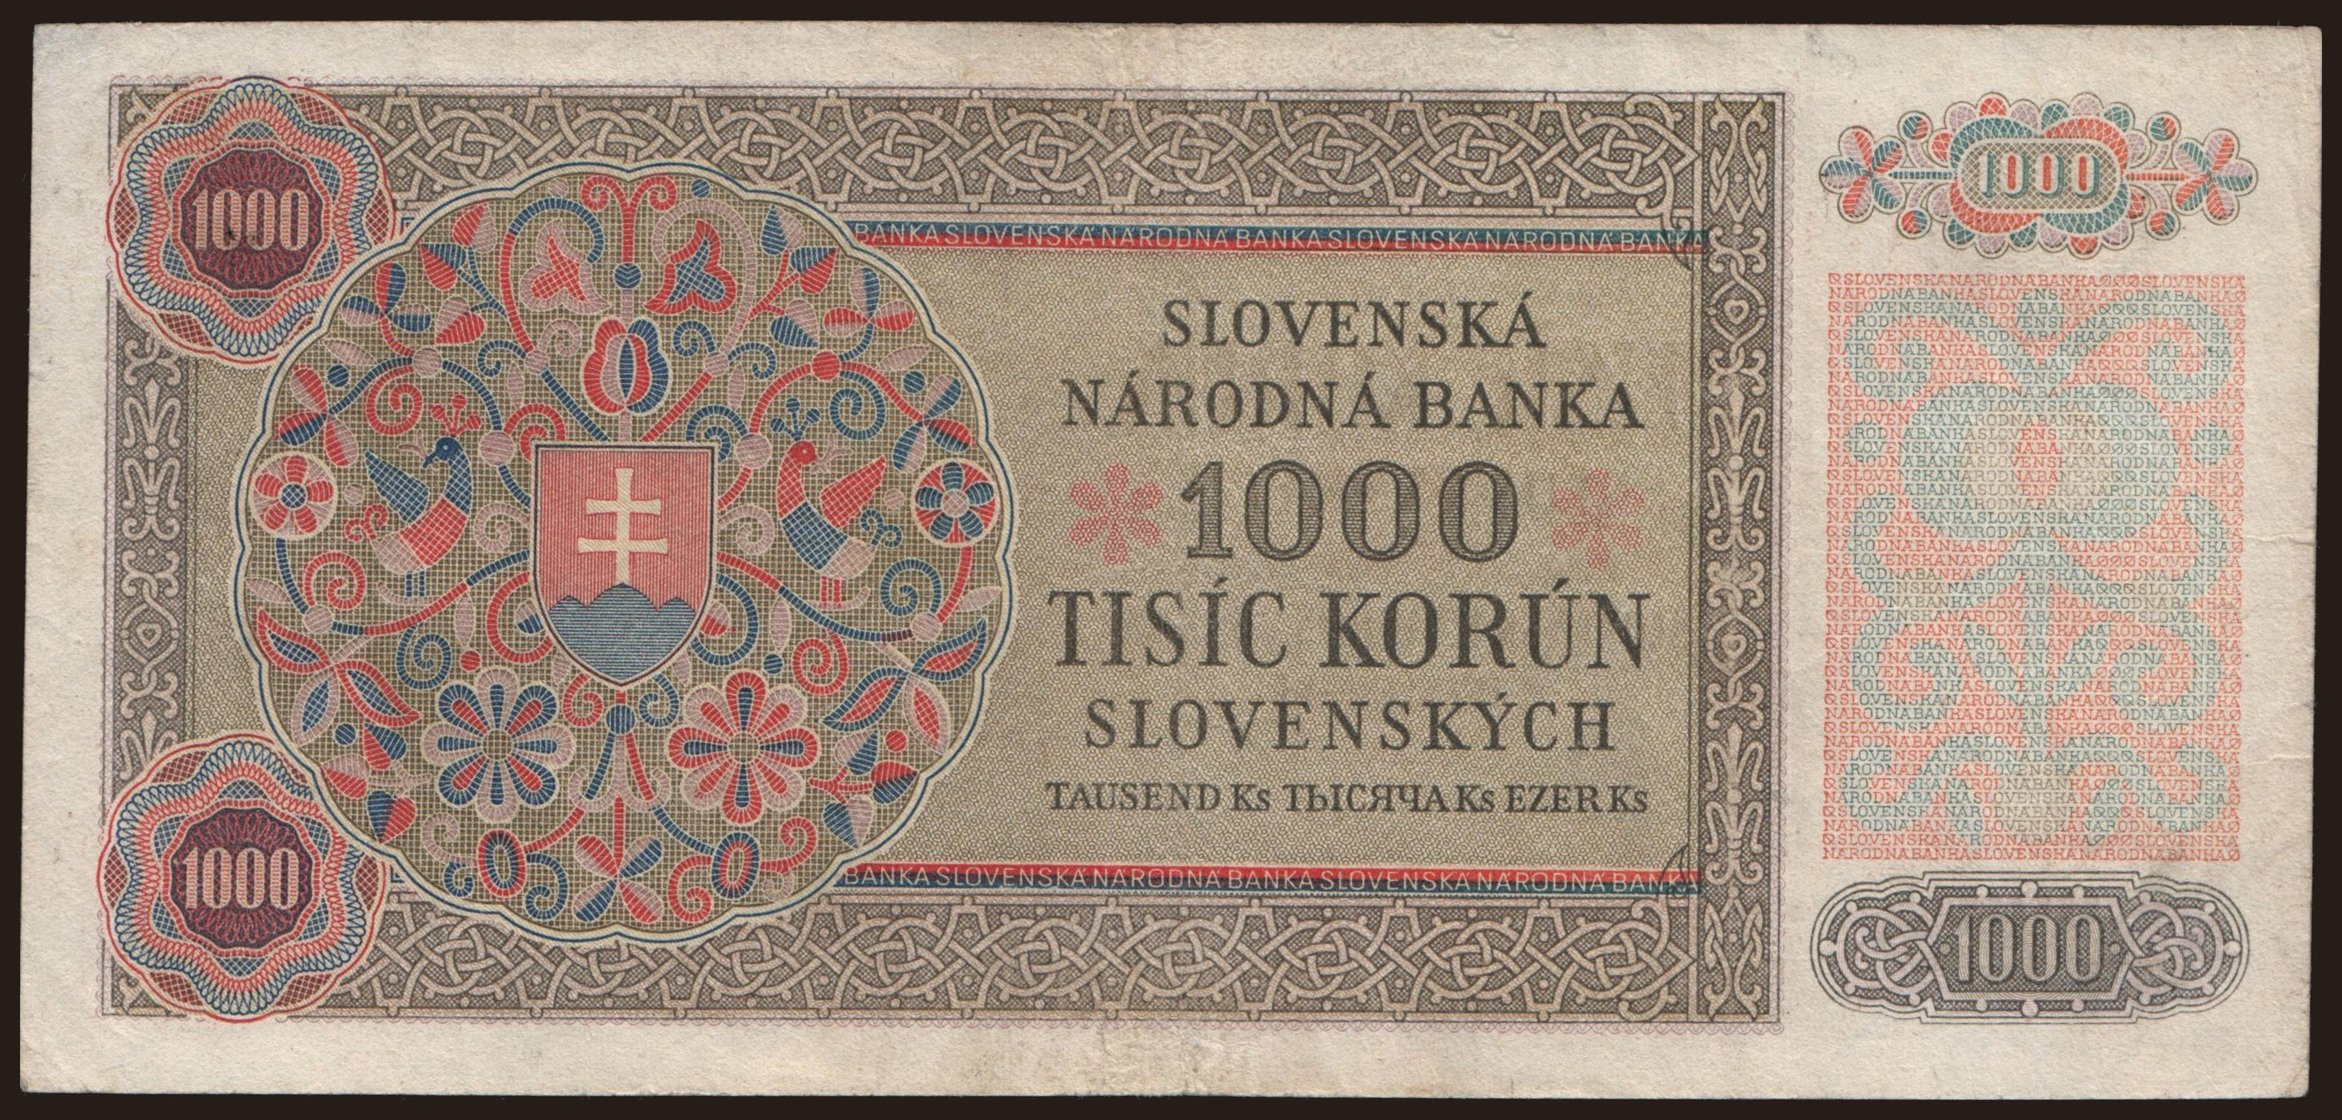 1000
1000
BANKA SLOVENSKÁ NÁRODNÁ BANKA SLOVENSKÁ NÁRODNÁ BANKA
SLOVENSKÁ
NÁRODNÁ BANKA
1000
TISÍC KORÚN
SLOVENSKÝCH
TAUSEND Ks ТЫСЯЧА Ks EZER Ks
BANKA SLOVENSKÁ NÁRODNÁ BANKA SLOVENSKÁ NÁRODNÁ BANK
1000
1000